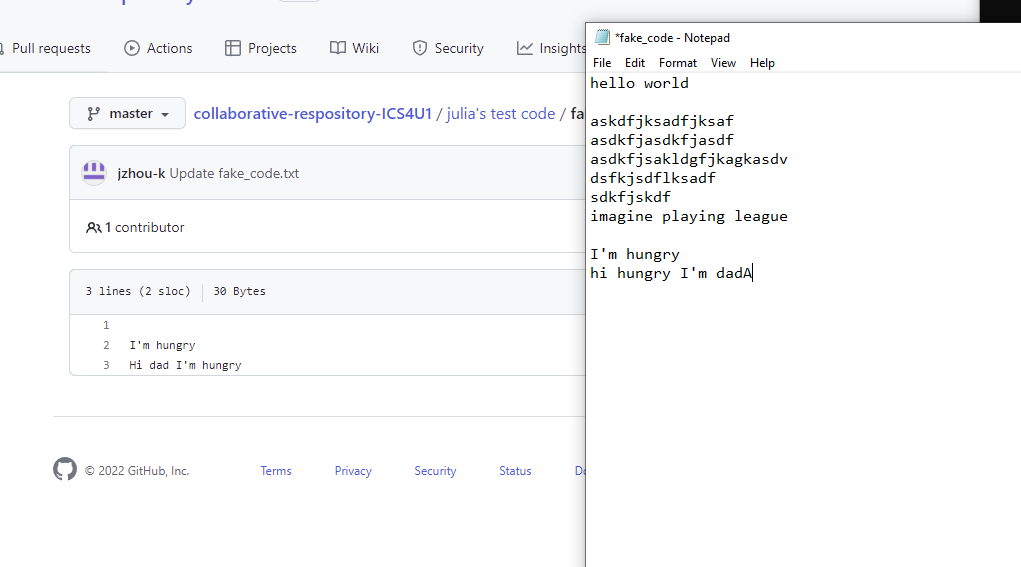 Pull requests
Actions
Projects
Wiki
Security
Insights
master
collaborative-respository-ICS4U1 / julia's test code / fa
jzhou-k Update fake_code.txt
1 contributor
3 lines (2 sloc)
30 Bytes
1
2 I'm hungry
3 Hi dad I'm hungry
© 2022 GitHub, Inc.
Terms
Privacy
Security
Status
*fake_code - Notepad
File Edit Format View Help
hello world
askdfjksadfjksaf
asdkfjasdkfjasdf
asdkfjsakldgfjkagkasdv
dsfkjsdflksadf
sdkfjskdf
imagine playing league
I'm hungry
hi hungry I'm dadA